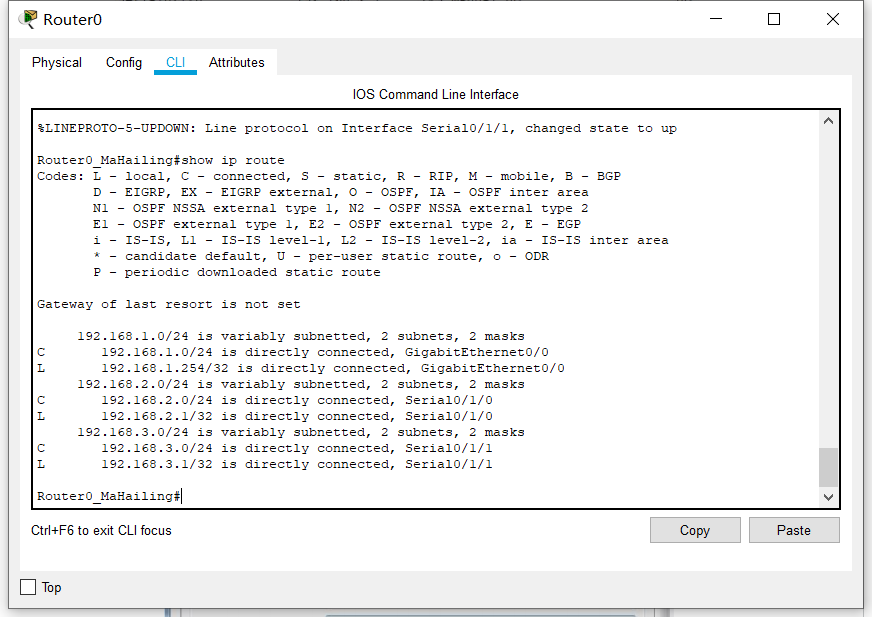 Router0
Physical Config CLI Attributes
IOS Command Line Interface
%LINEPROTO-5-UPDOWN: Line protocol on Interface Serial0/1/1, changed state to up
Router0_MaHailing#show ip route
Codes: L - local, C - connected, S - static, R - RIP, M - mobile, B - BGP
D - EIGRP, EX - EIGRP external, O - OSPF, IA - OSPF inter area
N1 - OSPF NSSA external type 1, N2 - OSPF NSSA external type 2
E1 - OSPF external type 1, E2 - OSPF external type 2, E - EGP
i - IS-IS, L1 - IS-IS level-1, L2 - IS-IS level-2, ia - IS-IS inter area
* - candidate default, U - per-user static route, o - ODR
P - periodic downloaded static route
Gateway of last resort is not set
192.168.1.0/24 is variably subnetted, 2 subnets, 2 masks
C 192.168.1.0/24 is directly connected, GigabitEthernet0/0
L 192.168.1.254/32 is directly connected, GigabitEthernet0/0
192.168.2.0/24 is variably subnetted, 2 subnets, 2 masks
C 192.168.2.0/24 is directly connected, Serial0/1/0
L 192.168.2.1/32 is directly connected, Serial0/1/0
192.168.3.0/24 is variably subnetted, 2 subnets, 2 masks
C 192.168.3.0/24 is directly connected, Serial0/1/1
L 192.168.3.1/32 is directly connected, Serial0/1/1
Router0_MaHailing#
Ctrl+F6 to exit CLI focus
Copy Paste
Top